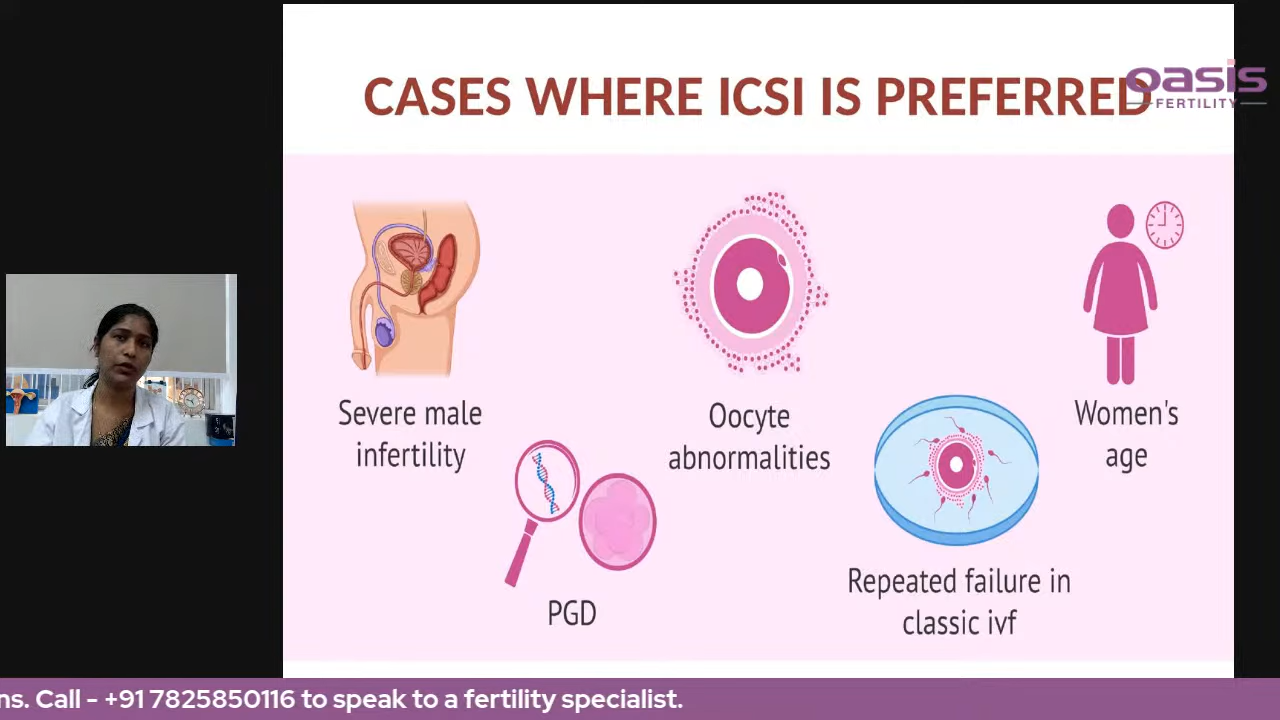 CASES WHERE ICSI IS PREFERRED
oasis
FERTILITY
Severe male
infertility
Oocyte
abnormalities
Women's
age
PGD
Repeated failure in
classic ivf
ns. Call - +91 7825850116 to speak to a fertility specialist.